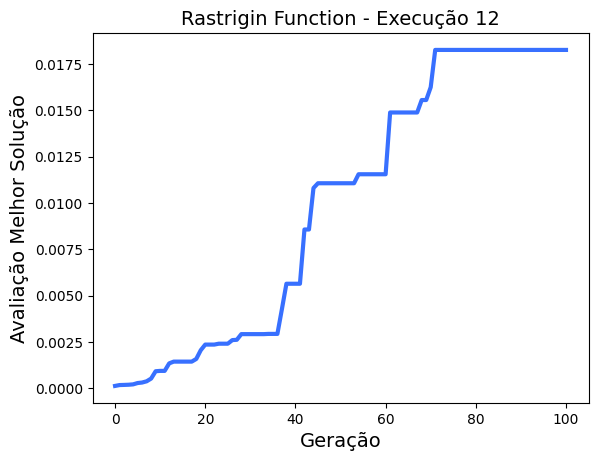 Rastrigin Function - Execução 12
Avaliação Melhor Solução
0.0175
0.0150
0.0125
0.0100
0.0075
0.0050
0.0025
0.0000
0 20 40 60 80 100
Geração